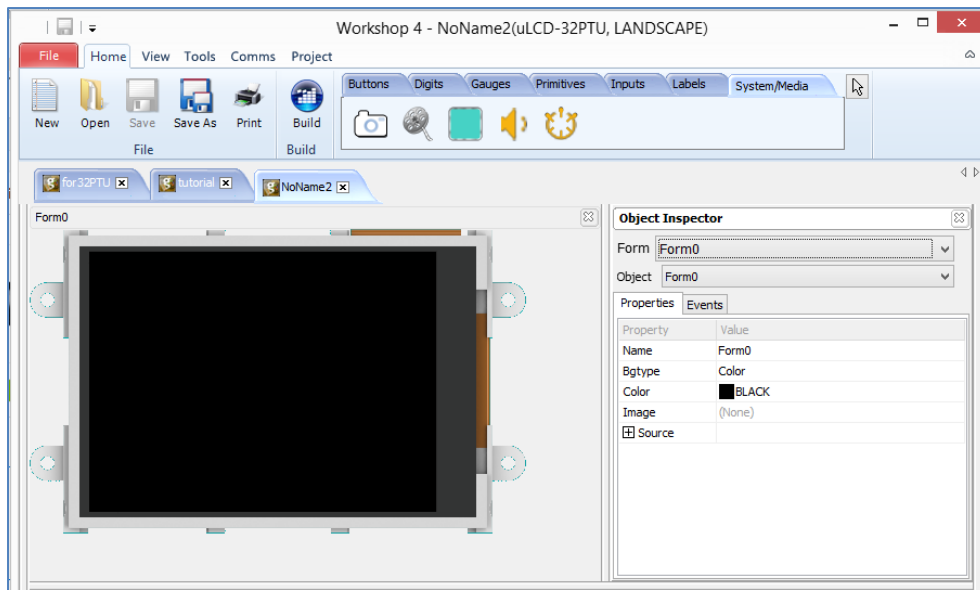 Workshop 4 - NoName2(uLCD-32PTU, LANDSCAPE)
File Home View Tools Comms Project
Buttons Digits Gauges Primitives Inputs Labels System/Media
New Open Save Save As Print Build
File Build
for32PTU tutorial NoName2
Form0
Object Inspector
Form Form0
Object Form0
Properties Events
Property Value
Name Form0
Bgtype Color
Color BLACK
Image (None)
Source